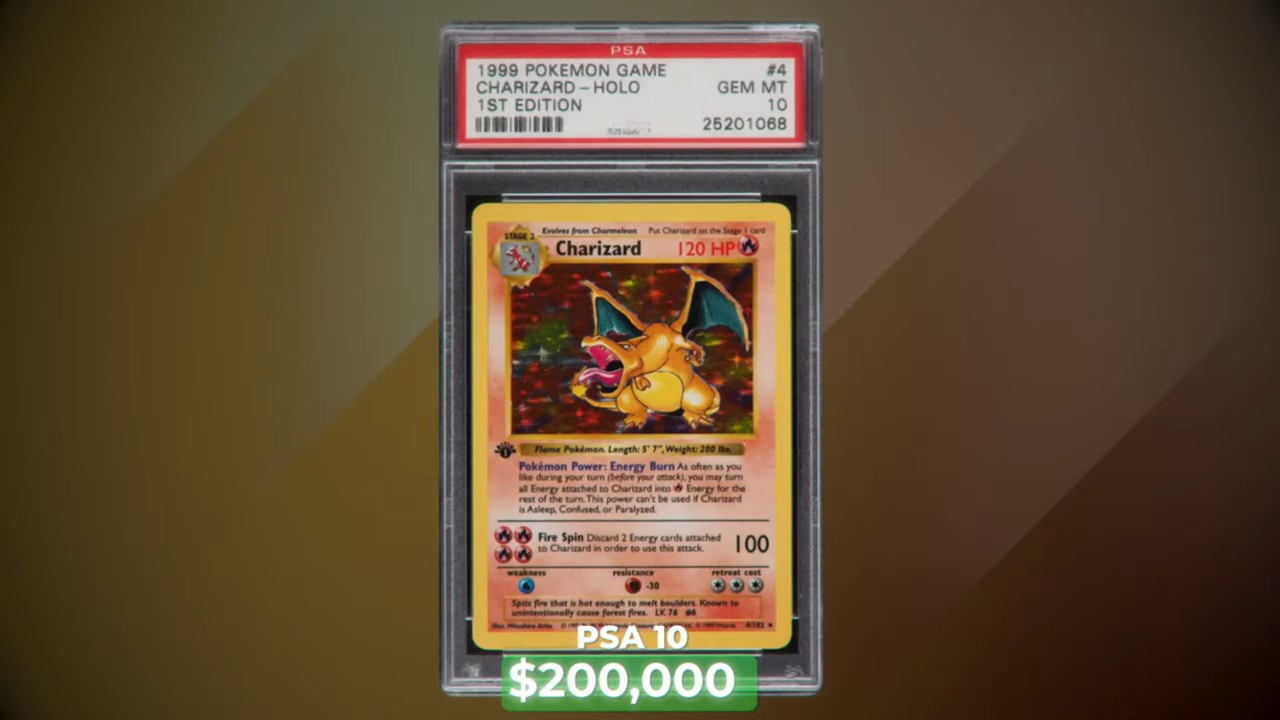 PSA
1999 POKEMON GAME #4
CHARIZARD – HOLO GEM MT
1ST EDITION 10
25201068
STAGE 2 Evolves from Charmeleon Put Charizard on the Stage 1 card
Charizard 120 HP
Flame Pokémon. Length: 5' 7", Weight: 200 lbs.
Pokémon Power: Energy Burn As often as you
like during your turn (before your attack), you may turn
all Energy attached to Charizard into Energy for the
rest of the turn. This power can't be used if Charizard
is Asleep, Confused, or Paralyzed.
Fire Spin Discard 2 Energy cards attached
to Charizard in order to use this attack. 100
weakness resistance retreat cost
-30
Spits fire that is hot enough to melt boulders. Known to
unintentionally cause forest fires. LV. 76 #6
Illus. Mitsuhiro Arita
PSA 10
$200,000